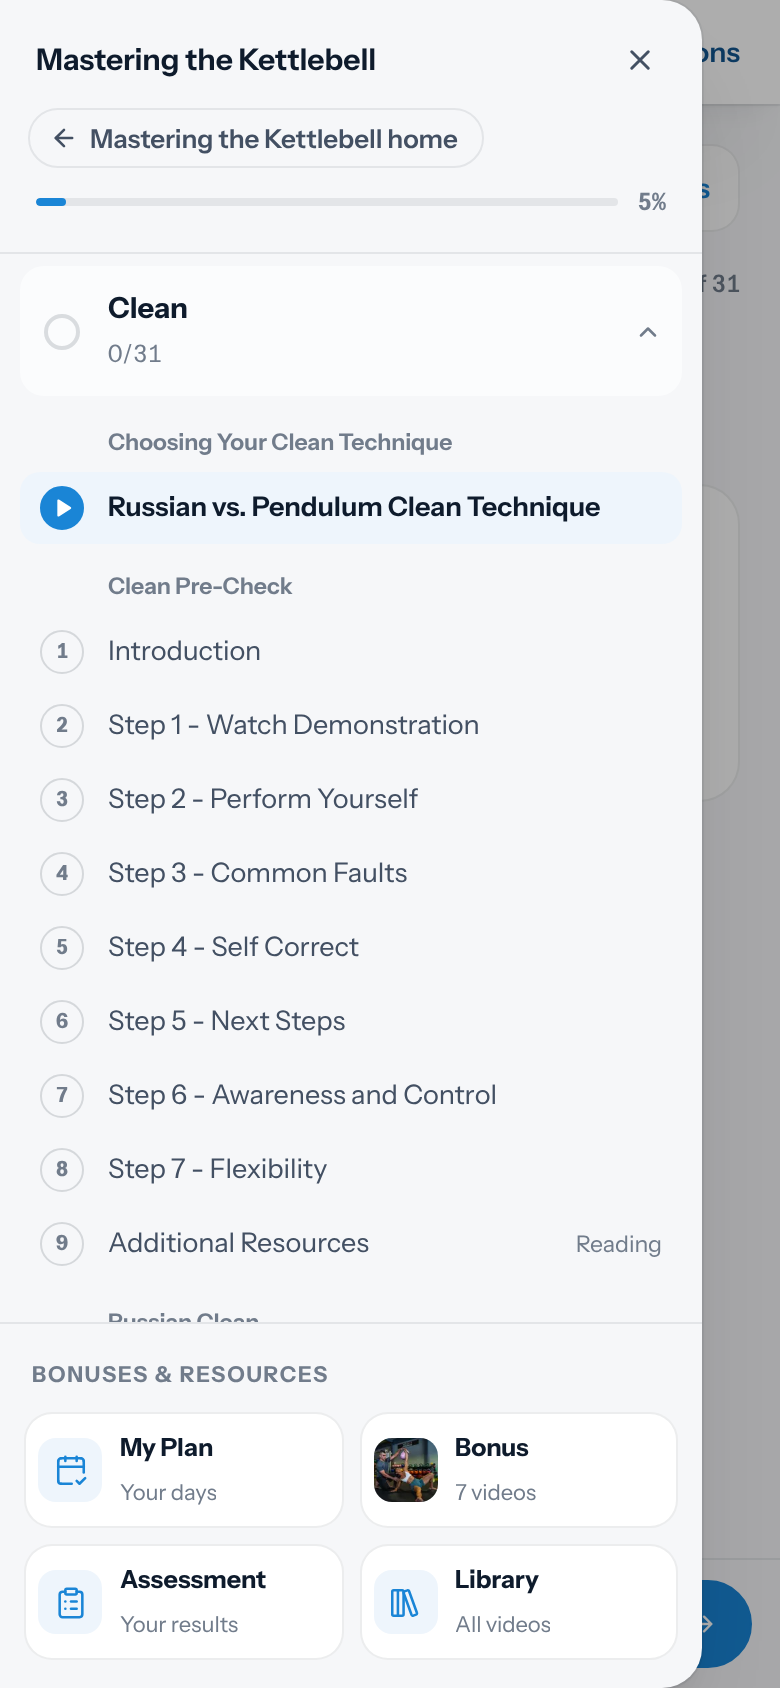 Mastering the Kettlebell
ons
Mastering the Kettlebell home
s
5%
f 31
Clean
0/31
Choosing Your Clean Technique
Russian vs. Pendulum Clean Technique
Clean Pre-Check
1 Introduction
2 Step 1 - Watch Demonstration
3 Step 2 - Perform Yourself
4 Step 3 - Common Faults
5 Step 4 - Self Correct
6 Step 5 - Next Steps
7 Step 6 - Awareness and Control
8 Step 7 - Flexibility
9 Additional Resources Reading
Russian Clean
BONUSES & RESOURCES
My Plan
Your days
Bonus
7 videos
Assessment
Your results
Library
All videos